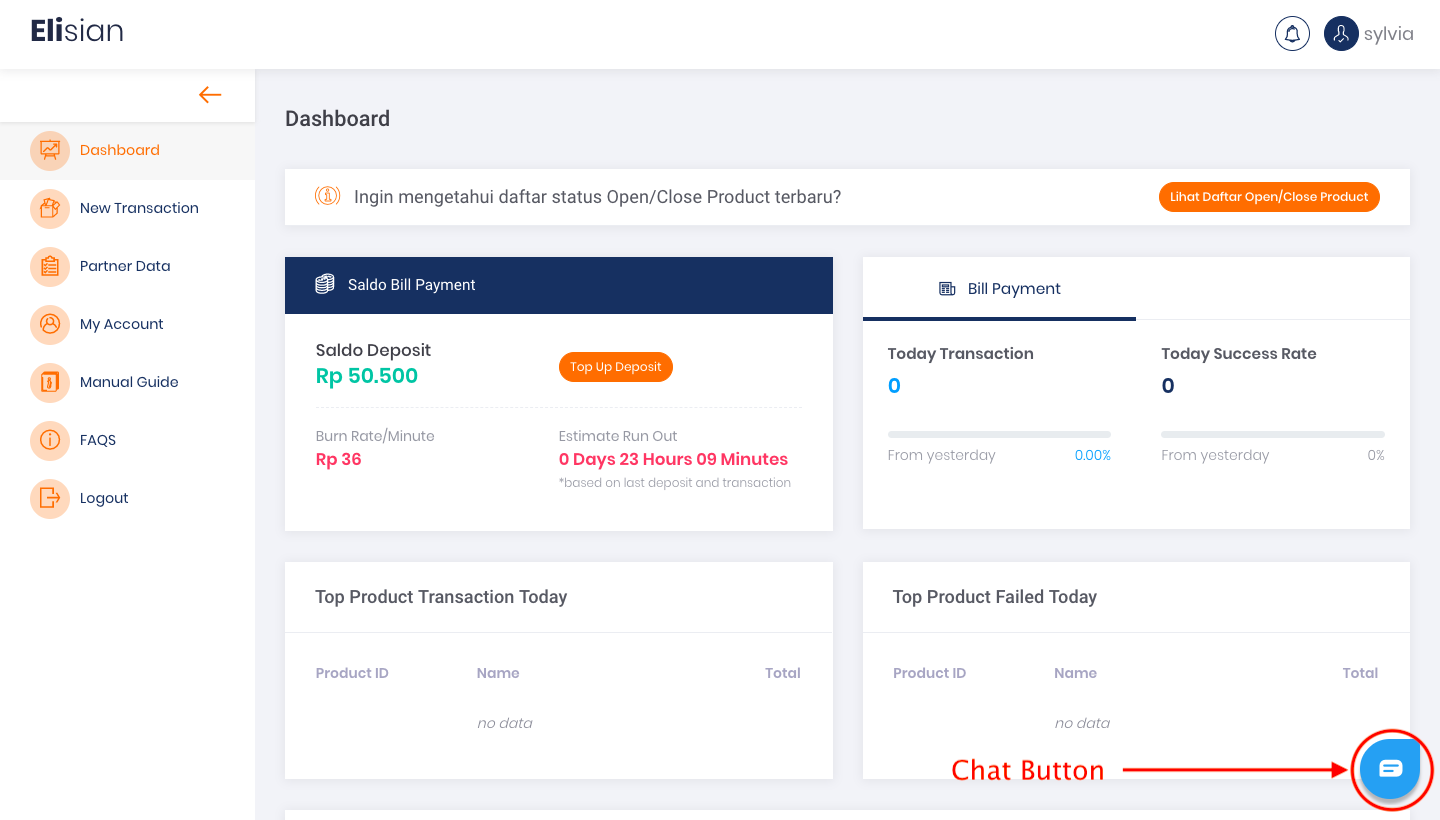 Elisian
sylvia
Dashboard
New Transaction
Partner Data
My Account
Manual Guide
FAQS
Logout
Dashboard
Ingin mengetahui daftar status Open/Close Product terbaru?
Lihat Daftar Open/Close Product
Saldo Bill Payment
Saldo Deposit
Rp 50.500
Top Up Deposit
Burn Rate/Minute
Rp 36
Estimate Run Out
0 Days 23 Hours 09 Minutes
*based on last deposit and transaction
Bill Payment
Today Transaction
0
From yesterday 0.00%
Today Success Rate
0
From yesterday 0%
Top Product Transaction Today
Product ID Name Total
no data
Top Product Failed Today
Product ID Name Total
no data
Chat Button